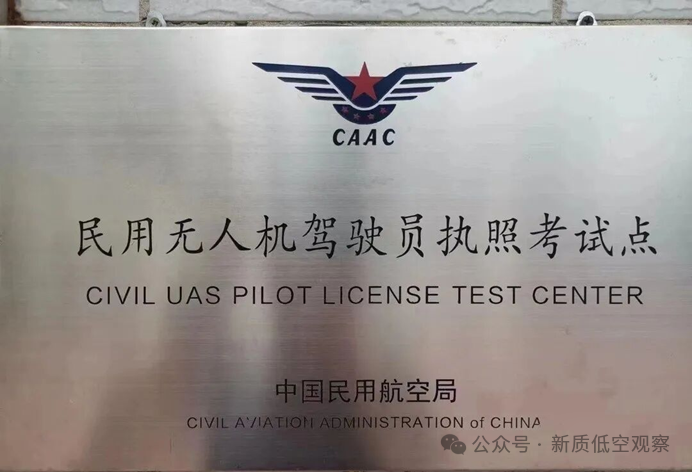 CAAC
民用无人机驾驶员执照考试点
CIVIL UAS PILOT LICENSE TEST CENTER
中国民用航空局
CIVIL AVIATION ADMINISTRATION of CHINA
公众号 · 新质低空观察